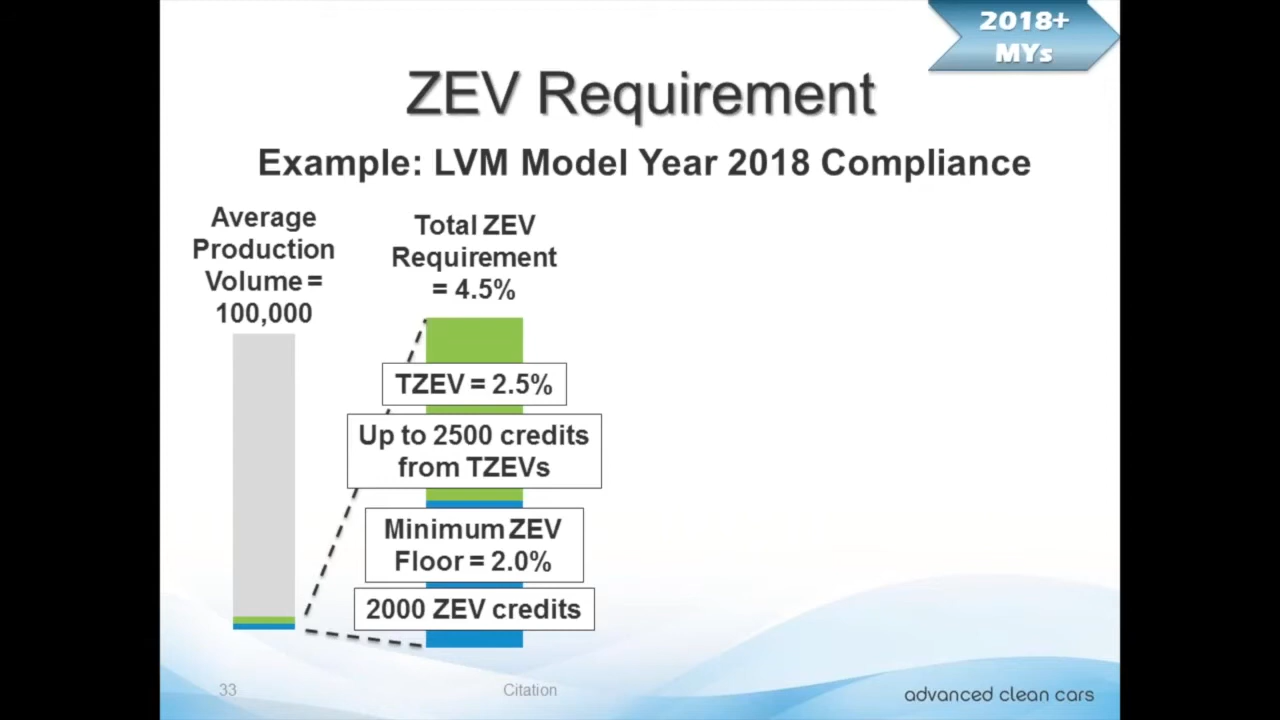 2018+
MYs
ZEV Requirement
Example: LVM Model Year 2018 Compliance
Average
Production
Volume =
100,000
Total ZEV
Requirement
= 4.5%
TZEV = 2.5%
Up to 2500 credits
from TZEVs
Minimum ZEV
Floor = 2.0%
2000 ZEV credits
33
Citation
advanced clean cars